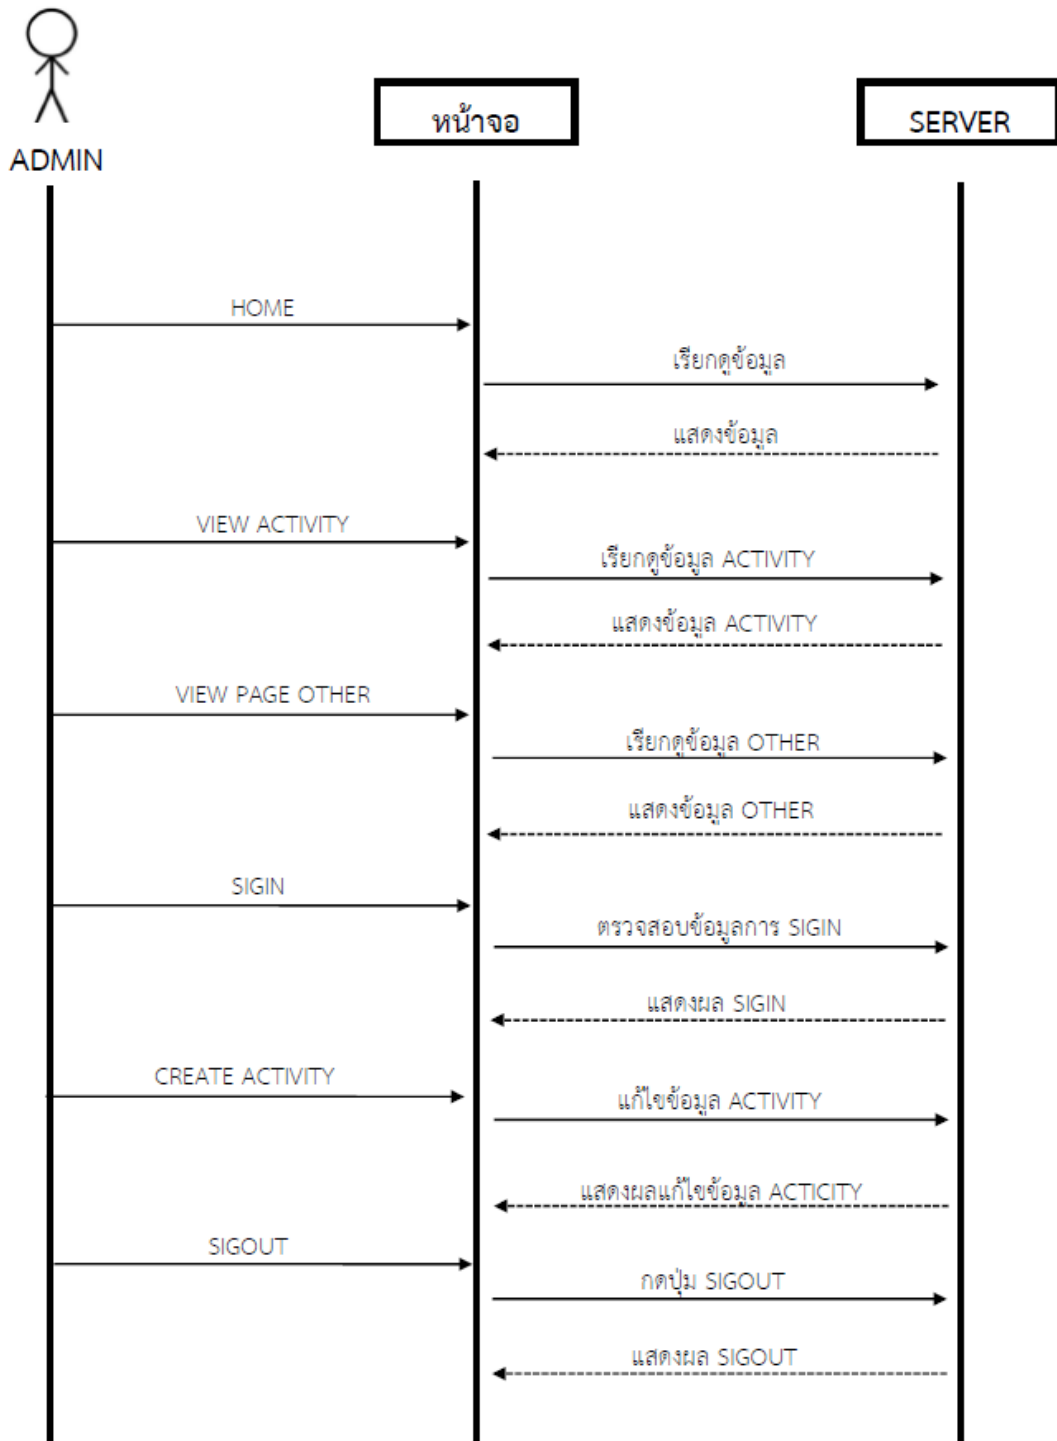 ADMIN
หน้าจอ
SERVER
HOME
เรียกดูข้อมูล
แสดงข้อมูล
VIEW ACTIVITY
เรียกดูข้อมูล ACTIVITY
แสดงข้อมูล ACTIVITY
VIEW PAGE OTHER
เรียกดูข้อมูล OTHER
แสดงข้อมูล OTHER
SIGIN
ตรวจสอบข้อมูลการ SIGIN
แสดงผล SIGIN
CREATE ACTIVITY
แก้ไขข้อมูล ACTIVITY
แสดงผลแก้ไขข้อมูล ACTICITY
SIGOUT
กดปุ่ม SIGOUT
แสดงผล SIGOUT